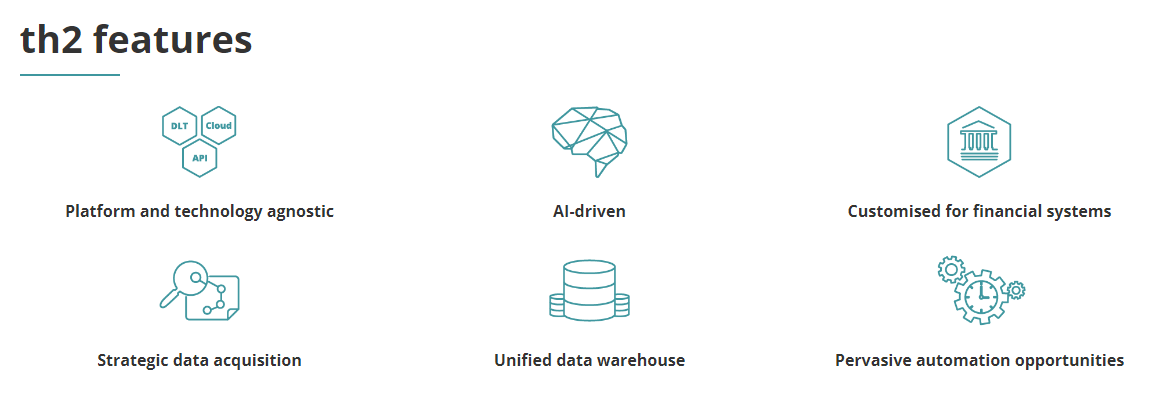 th2 features
DLT
Cloud
API
Platform and technology agnostic
AI-driven
Customised for financial systems
Strategic data acquisition
Unified data warehouse
Pervasive automation opportunities